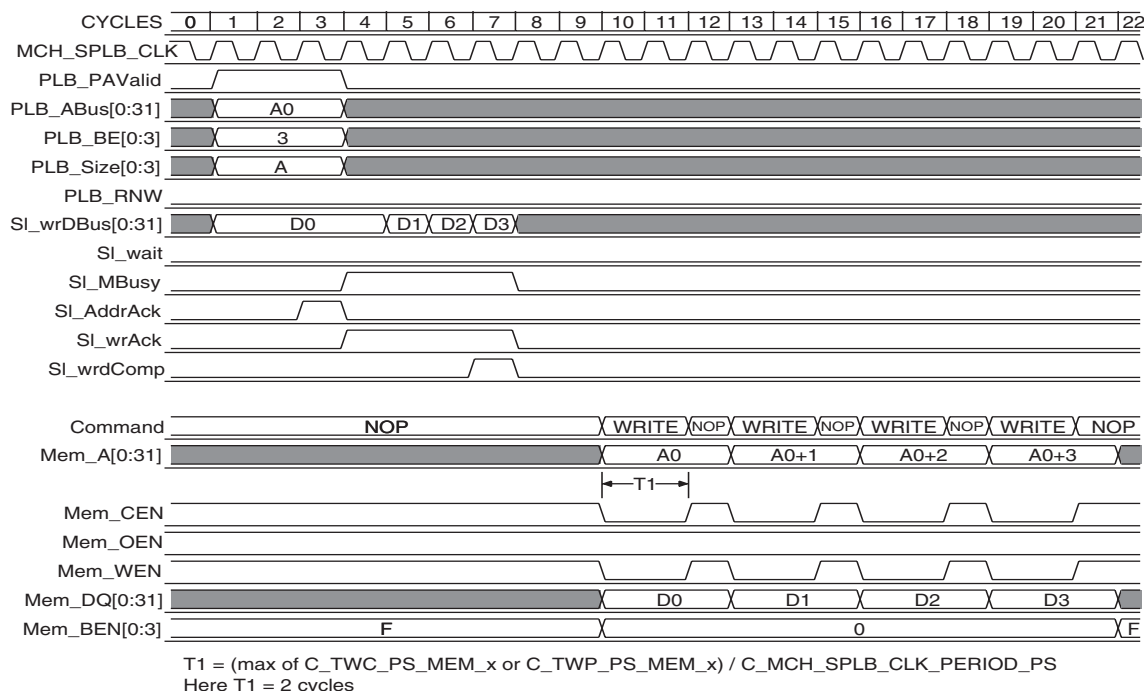 CYCLES 0 1 2 3 4 5 6 7 8 9 10 11 12 13 14 15 16 17 18 19 20 21 22
MCH_SPLB_CLK
PLB_PAValid
PLB_ABus[0:31] A0
PLB_BE[0:3] 3
PLB_Size[0:3] A
PLB_RNW
Sl_wrDBus[0:31] D0 D1 D2 D3
Sl_wait
Sl_MBusy
Sl_AddrAck
Sl_wrAck
Sl_wrdComp
Command NOP WRITE NOP WRITE NOP WRITE NOP WRITE NOP
Mem_A[0:31] A0 A0+1 A0+2 A0+3
T1
Mem_CEN
Mem_OEN
Mem_WEN
Mem_DQ[0:31] D0 D1 D2 D3
Mem_BEN[0:3] F 0 F
T1 = (max of C_TWC_PS_MEM_x or C_TWP_PS_MEM_x) / C_MCH_SPLB_CLK_PERIOD_PS
Here T1 = 2 cycles